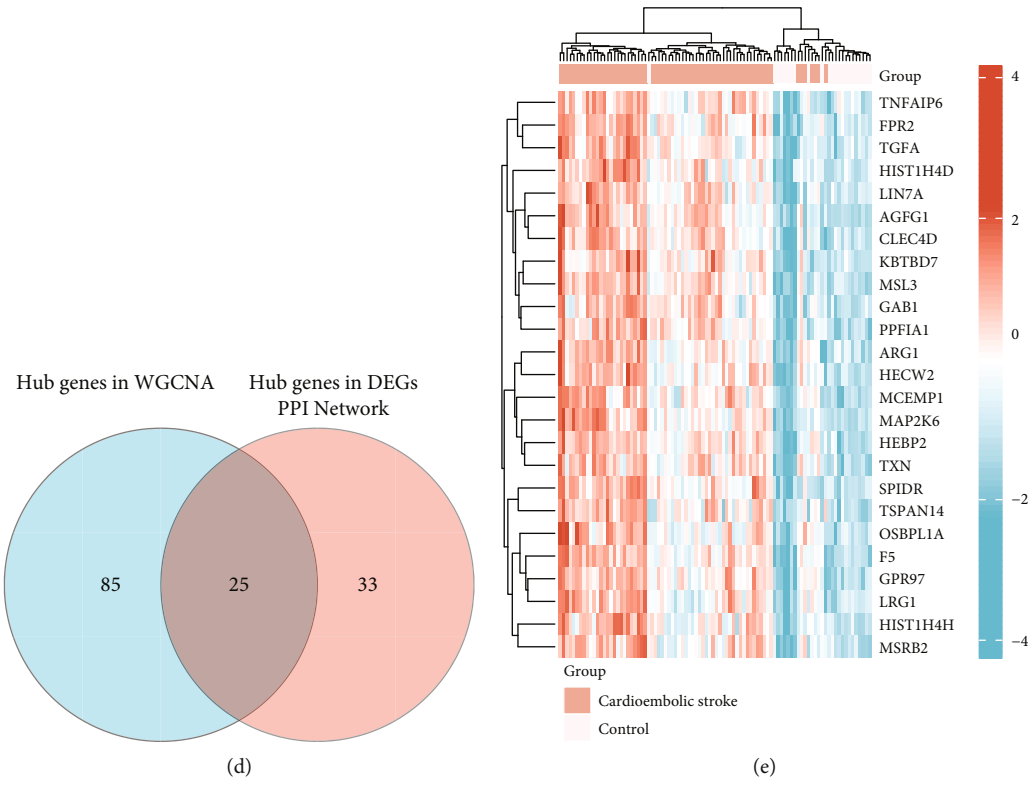 Hub genes in WGCNA
Hub genes in DEGs
PPI Network
85
25
33
(d)
Group
TNFAIP6
FPR2
TGFA
HIST1H4D
LIN7A
AGFG1
CLEC4D
KBTBD7
MSL3
GAB1
PPFIA1
ARG1
HECW2
MCEMP1
MAP2K6
HEBP2
TXN
SPIDR
TSPAN14
OSBPL1A
F5
GPR97
LRG1
HIST1H4H
MSRB2
4
2
0
−2
−4
Group
Cardioembolic stroke
Control
(e)